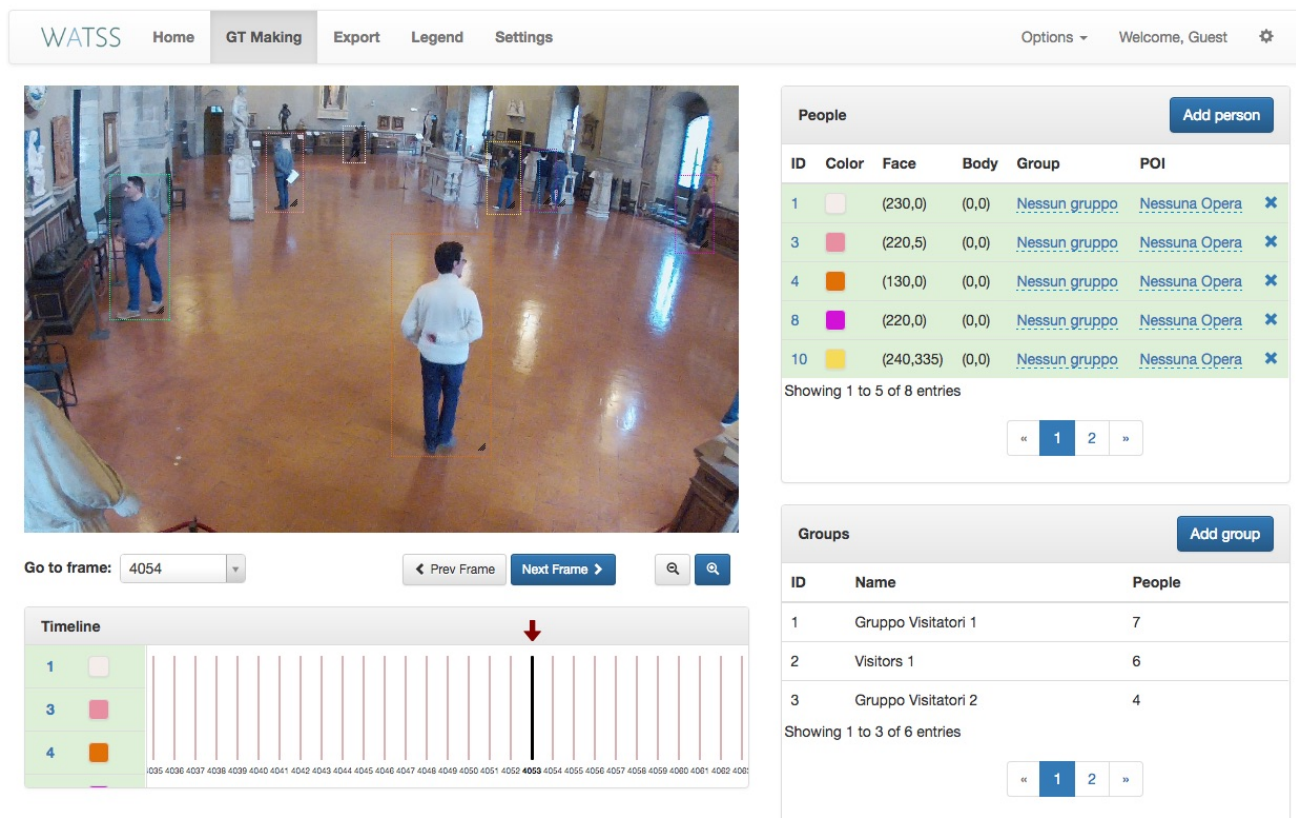 WATSS Home GT Making Export Legend Settings Options Welcome, Guest
People Add person
ID Color Face Body Group POI
1 (230,0) (0,0) Nessun gruppo Nessuna Opera
3 (220,5) (0,0) Nessun gruppo Nessuna Opera
4 (130,0) (0,0) Nessun gruppo Nessuna Opera
8 (220,0) (0,0) Nessun gruppo Nessuna Opera
10 (240,335) (0,0) Nessun gruppo Nessuna Opera
Showing 1 to 5 of 8 entries
« 1 2 »
Go to frame: 4054 Prev Frame Next Frame
Timeline
1
3
4
4035 4036 4037 4038 4039 4040 4041 4042 4043 4044 4045 4046 4047 4048 4049 4050 4051 4052 4053 4054 4055 4056 4057 4058 4059 4060 4061 4062
Groups Add group
ID Name People
1 Gruppo Visitatori 1 7
2 Visitors 1 6
3 Gruppo Visitatori 2 4
Showing 1 to 3 of 6 entries
« 1 2 »